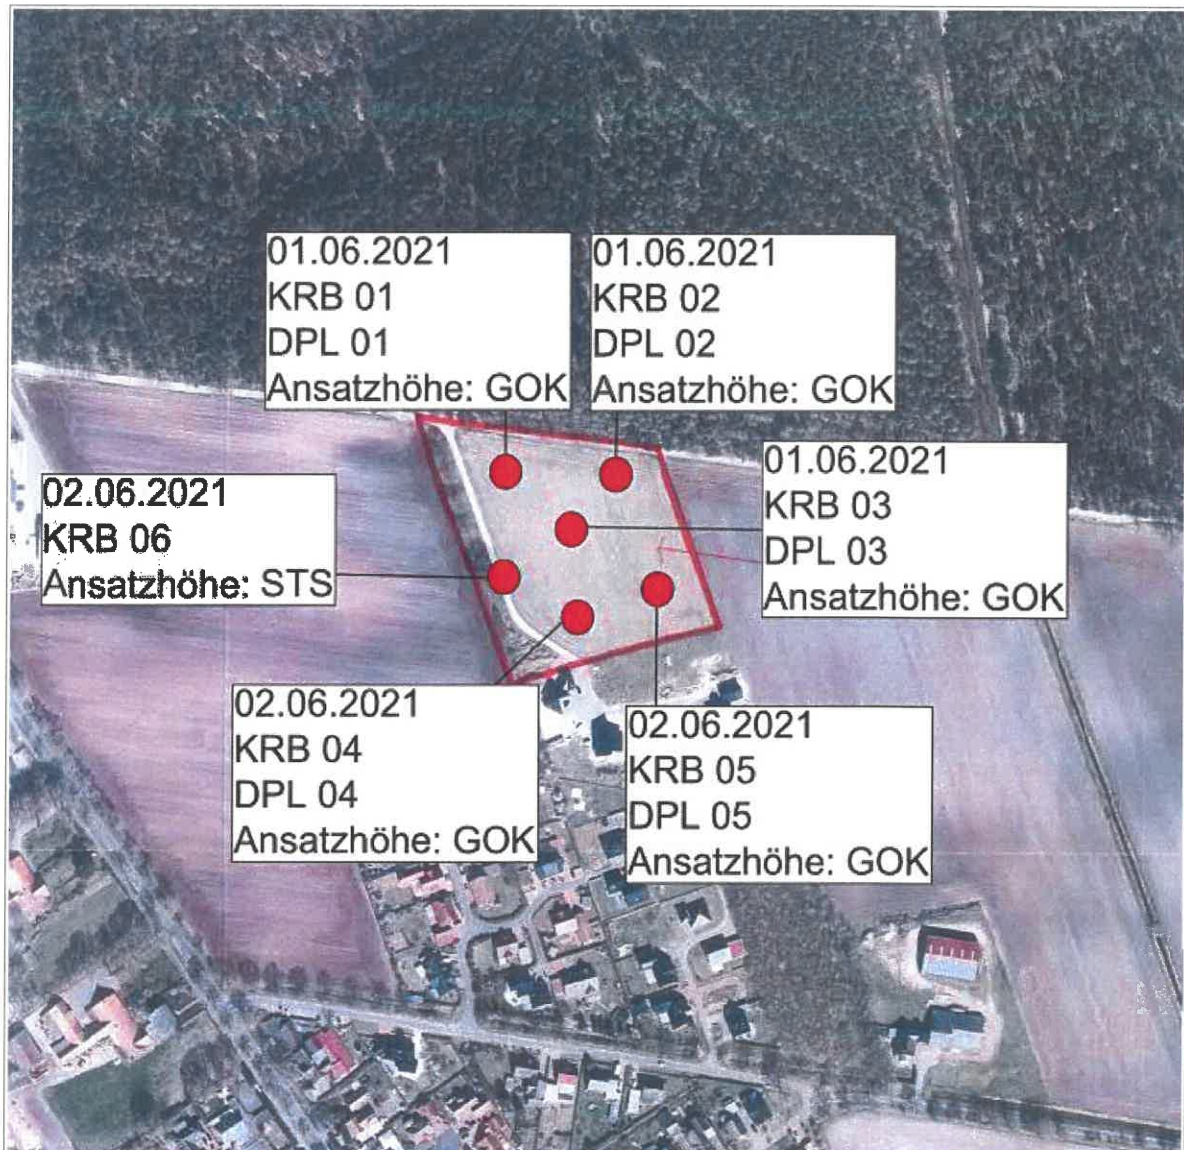 01.06.2021
KRB 01
DPL 01
Ansatzhöhe: GOK
01.06.2021
KRB 02
DPL 02
Ansatzhöhe: GOK
01.06.2021
KRB 03
DPL 03
Ansatzhöhe: GOK
02.06.2021
KRB 06
Ansatzhöhe: STS
02.06.2021
KRB 04
DPL 04
Ansatzhöhe: GOK
02.06.2021
KRB 05
DPL 05
Ansatzhöhe: GOK